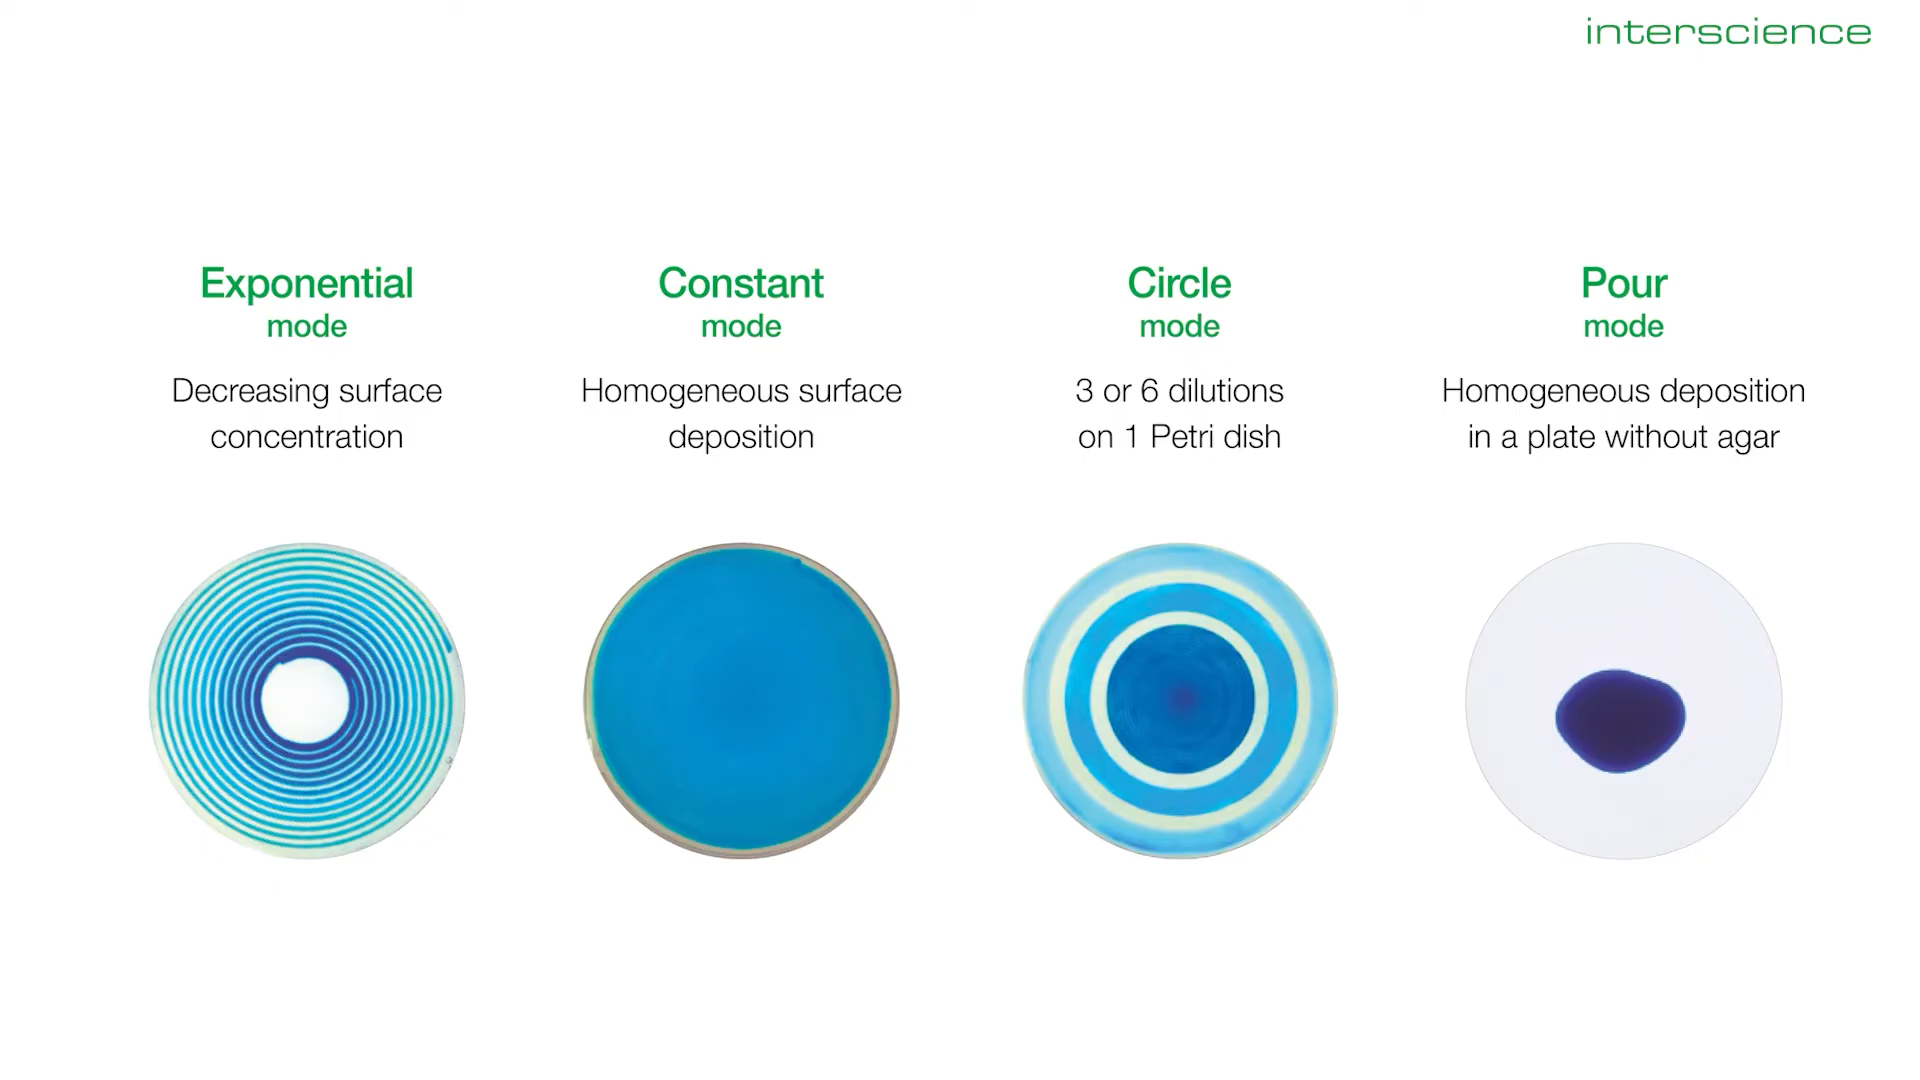 interscience
Exponential
mode
Decreasing surface
concentration
Constant
mode
Homogeneous surface
deposition
Circle
mode
3 or 6 dilutions
on 1 Petri dish
Pour
mode
Homogeneous deposition
in a plate without agar